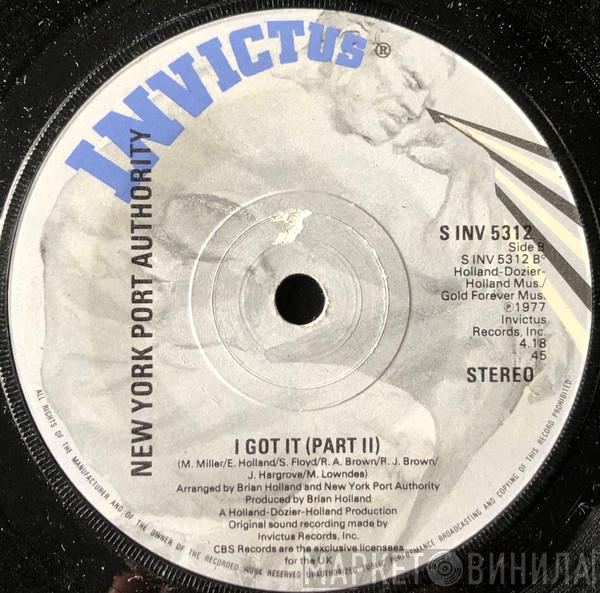 INVICTUS®
NEW YORK PORT AUTHORITY
S INV 5312
Side B
S INV 5312 B°
Holland-Dozier-
Holland Mus./
Gold Forever Mus.
℗1977
Invictus
Records, Inc.
4.18
45
STEREO
I GOT IT (PART II)
(M. Miller/E. Holland/S. Floyd/R. A. Brown/R. J. Brown/
J. Hargrove/M. Lowndes)
Arranged by Brian Holland and New York Port Authority
Produced by Brian Holland
A Holland-Dozier-Holland Production
Original sound recording made by
Invictus Records, Inc.
CBS Records are the exclusive licensees
for the UK
ALL RIGHTS OF THE MANUFACTURER AND OF THE OWNER OF THE RECORDED WORK RESERVED UNAUTHORIZED PUBLIC PERFORMANCE BROADCASTING AND COPYING OF THIS RECORD PROHIBITED
МАРКЕТ ВИНИЛА